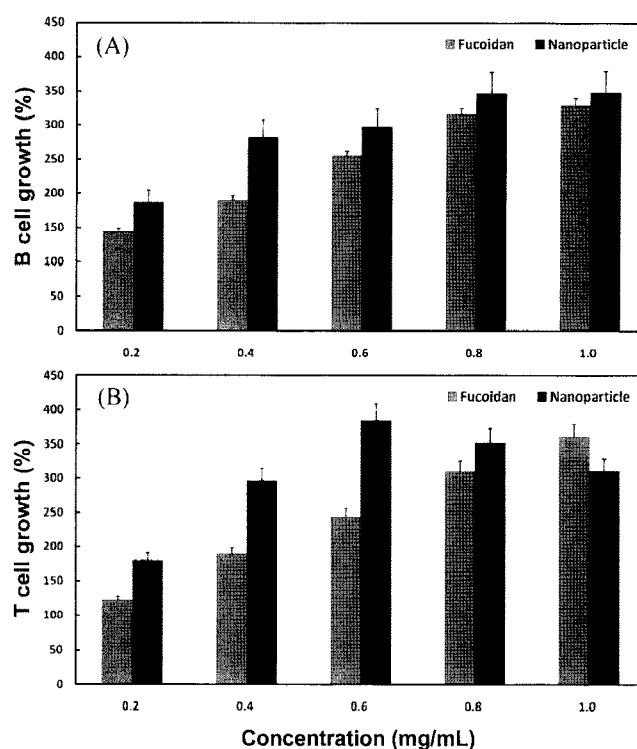 (A)
Fucoidan Nanoparticle
B cell growth (%)
450
400
350
300
250
200
150
100
50
0
0.2 0.4 0.6 0.8 1.0
(B)
Fucoidan Nanoparticle
T cell growth (%)
450
400
350
300
250
200
150
100
50
0
0.2 0.4 0.6 0.8 1.0
Concentration (mg/mL)